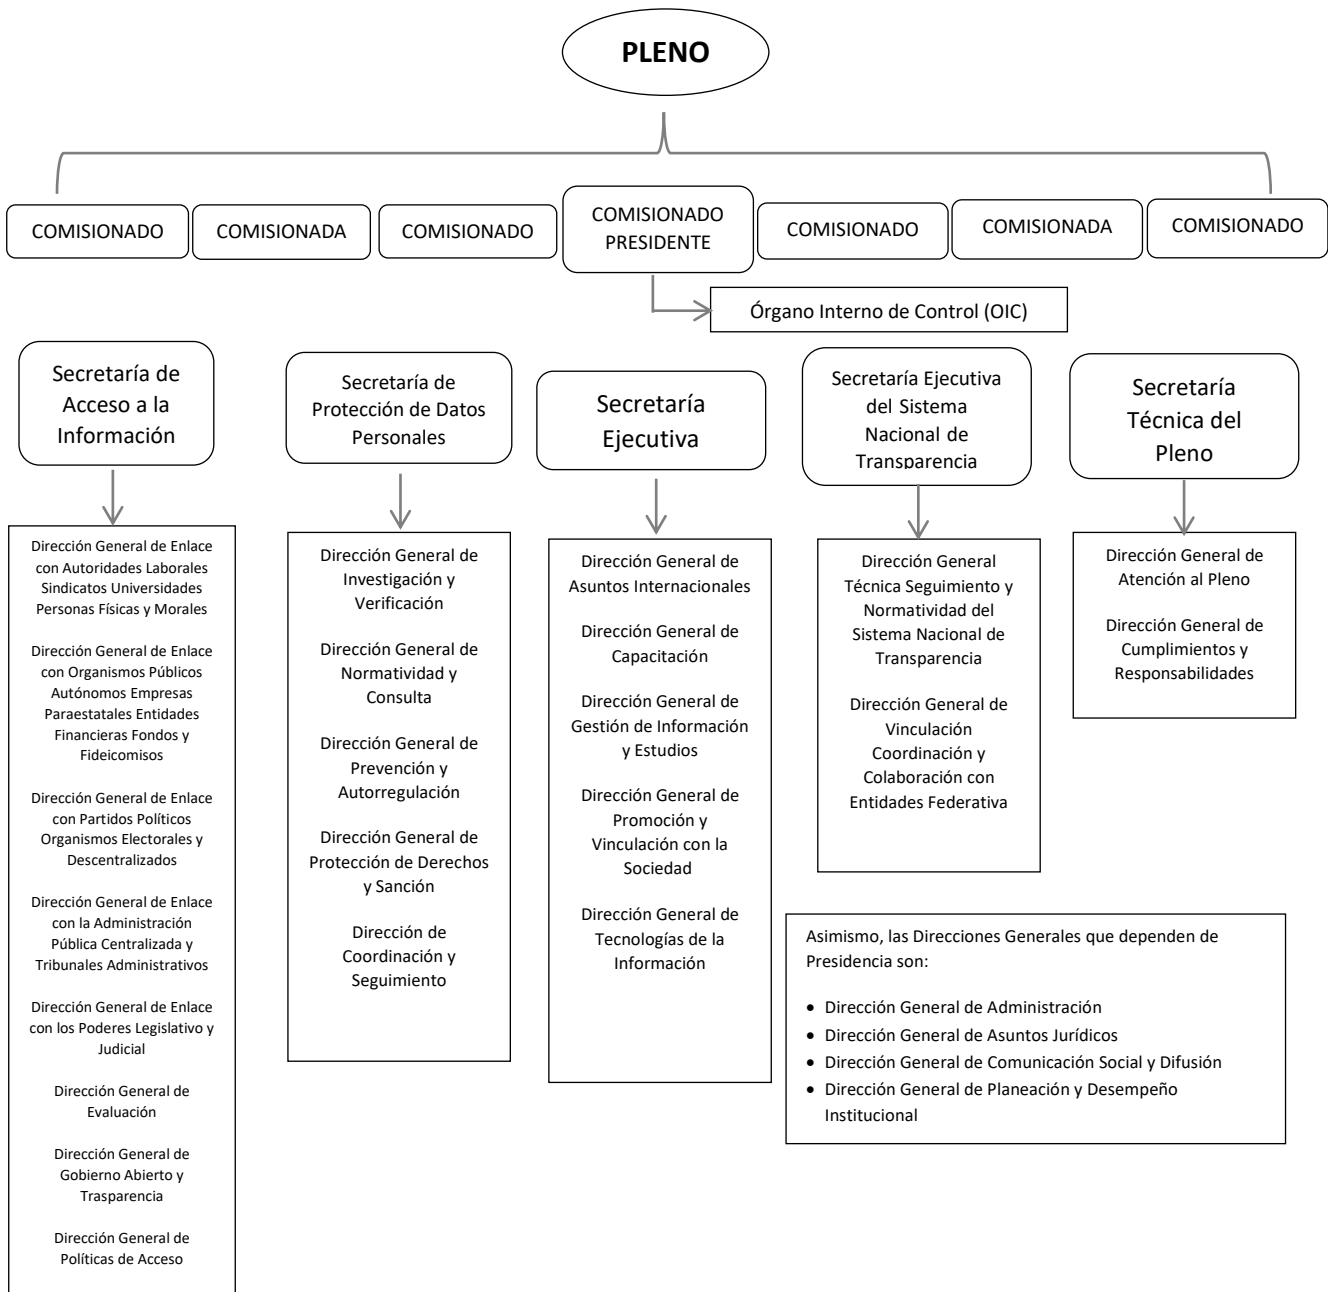 PLENO
COMISIONADO
COMISIONADA
COMISIONADO
COMISIONADO
PRESIDENTE
COMISIONADO
COMISIONADA
COMISIONADO
Órgano Interno de Control (OIC)
Secretaría de
Acceso a la
Información
Secretaría de
Protección de Datos
Personales
Secretaría
Ejecutiva
Secretaría Ejecutiva
del Sistema
Nacional de
Transparencia
Secretaría
Técnica del
Pleno
Dirección General de Enlace
con Autoridades Laborales
Sindicatos Universidades
Personas Físicas y Morales
Dirección General de Enlace
con Organismos Públicos
Autónomos Empresas
Paraestatales Entidades
Financieras Fondos y
Fideicomisos
Dirección General de Enlace
con Partidos Políticos
Organismos Electorales y
Descentralizados
Dirección General de Enlace
con la Administración
Pública Centralizada y
Tribunales Administrativos
Dirección General de Enlace
con los Poderes Legislativo y
Judicial
Dirección General de
Evaluación
Dirección General de
Gobierno Abierto y
Trasparencia
Dirección General de
Políticas de Acceso
Dirección General de
Investigación y
Verificación
Dirección General de
Normatividad y
Consulta
Dirección General de
Prevención y
Autorregulación
Dirección General de
Protección de Derechos
y Sanción
Dirección de
Coordinación y
Seguimiento
Dirección General de
Asuntos Internacionales
Dirección General de
Capacitación
Dirección General de
Gestión de Información
y Estudios
Dirección General de
Promoción y
Vinculación con la
Sociedad
Dirección General de
Tecnologías de la
Información
Dirección General
Técnica Seguimiento y
Normatividad del
Sistema Nacional de
Transparencia
Dirección General de
Vinculación
Coordinación y
Colaboración con
Entidades Federativa
Dirección General de
Atención al Pleno
Dirección General de
Cumplimientos y
Responsabilidades
Asimismo, las Direcciones Generales que dependen de
Presidencia son:
• Dirección General de Administración
• Dirección General de Asuntos Jurídicos
• Dirección General de Comunicación Social y Difusión
• Dirección General de Planeación y Desempeño
Institucional